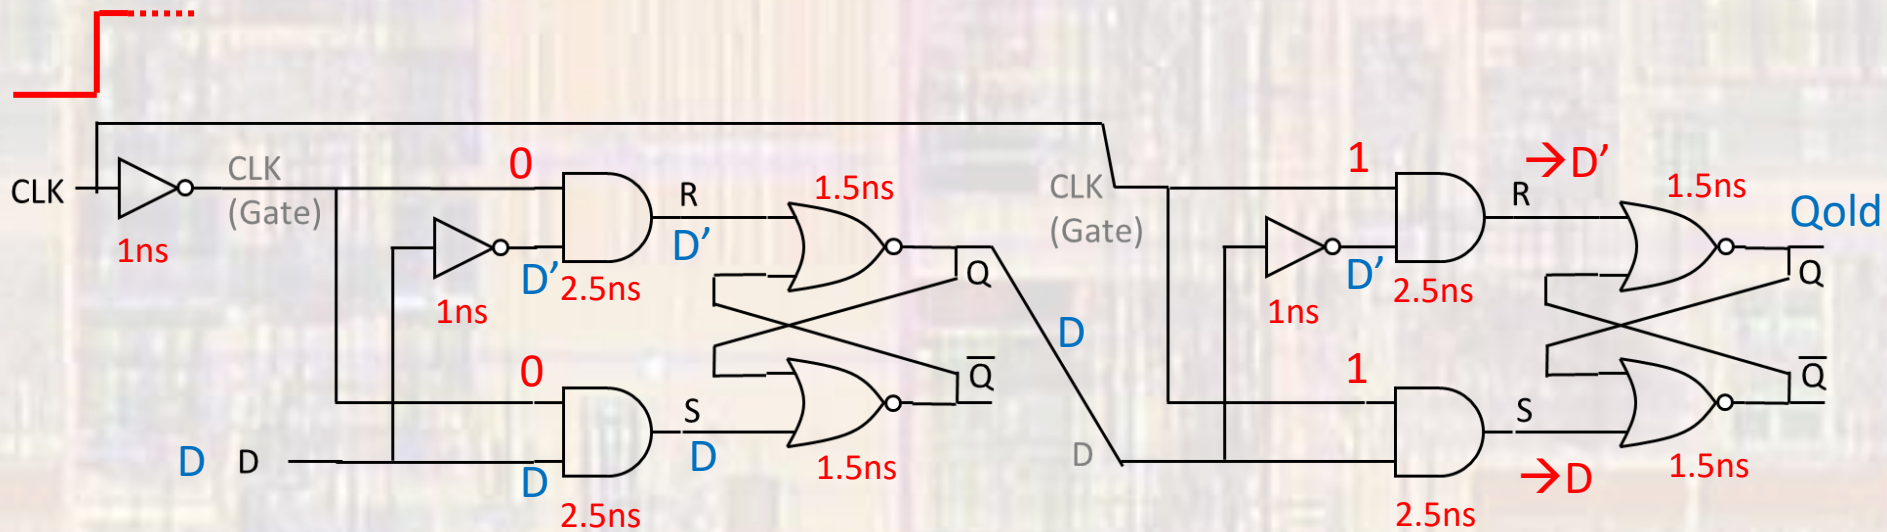 CLK
1ns
CLK
(Gate)
0
1ns
D'
2.5ns
R
D'
1.5ns
Q
0
D
D
D
2.5ns
S
D
1.5ns
Q
D
CLK
(Gate)
D
1
1ns
D'
2.5ns
R
→D'
1.5ns
Qold
Q
1
2.5ns
S
→D
1.5ns
Q